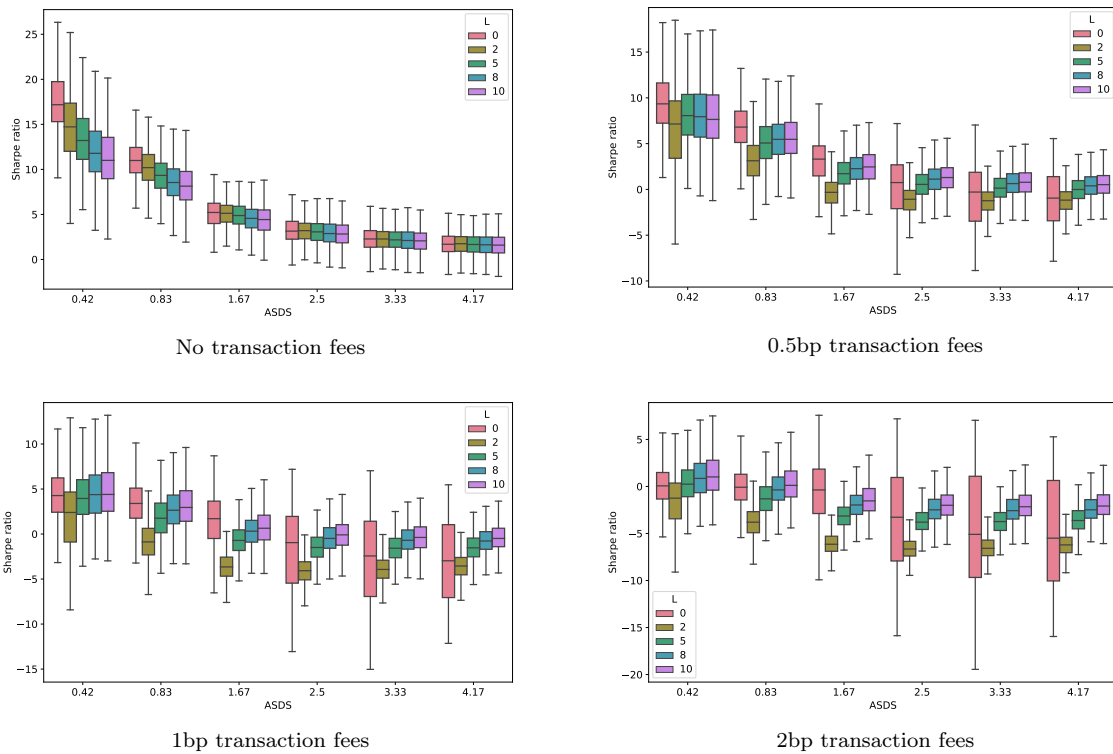 L
0
2
5
8
10
25
20
15
10
5
0
Sharpe ratio
0.42 0.83 1.67 2.5 3.33 4.17
ASDS
No transaction fees
L
0
2
5
8
10
15
10
5
0
−5
−10
Sharpe ratio
0.42 0.83 1.67 2.5 3.33 4.17
ASDS
0.5bp transaction fees
L
0
2
5
8
10
10
5
0
−5
−10
−15
Sharpe ratio
0.42 0.83 1.67 2.5 3.33 4.17
ASDS
1bp transaction fees
5
0
−5
−10
−15
−20
Sharpe ratio
L
0
2
5
8
10
0.42 0.83 1.67 2.5 3.33 4.17
ASDS
2bp transaction fees